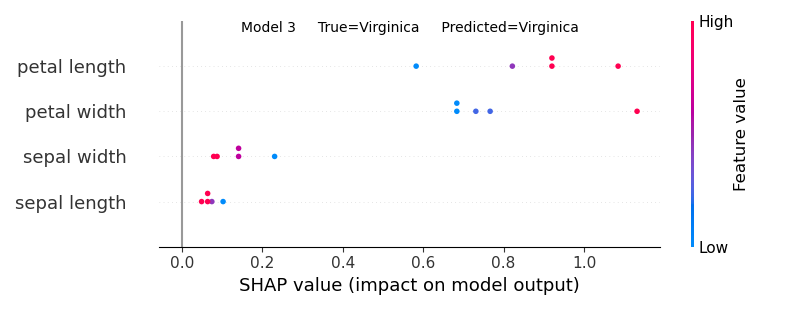 Model 3 True=Virginica Predicted=Virginica
High
petal length
petal width
sepal width
sepal length
Feature value
Low
0.0 0.2 0.4 0.6 0.8 1.0
SHAP value (impact on model output)